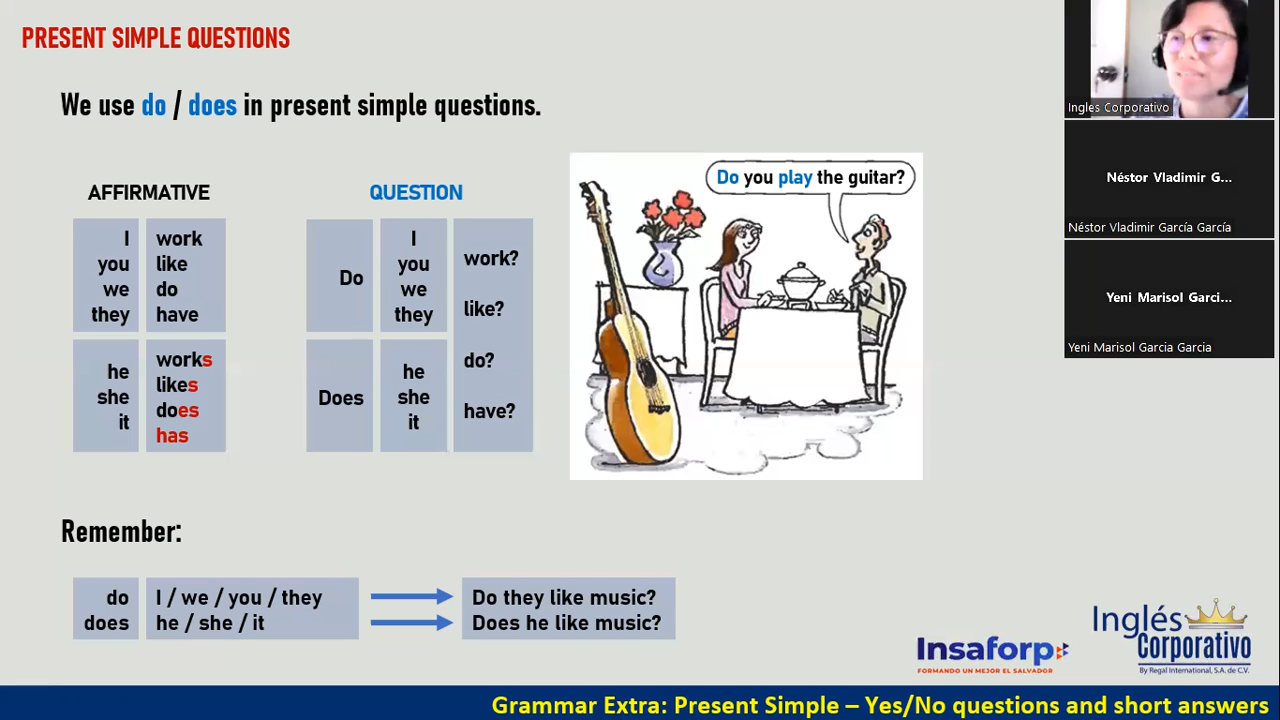 PRESENT SIMPLE QUESTIONS
We use do / does in present simple questions.
AFFIRMATIVE
I
you
we
they
work
like
do
have
he
she
it
works
likes
does
has
QUESTION
Do
I
you
we
they
Does
he
she
it
work?
like?
do?
have?
Do you play the guitar?
Remember:
do
does
I / we / you / they
he / she / it
Do they like music?
Does he like music?
Insaforp
FORMANDO UN MEJOR EL SALVADOR
Inglés
Corporativo
By Regal International, S.A. de C.V.
Grammar Extra: Present Simple – Yes/No questions and short answers
Ingles Corporativo
Néstor Vladimir G...
Néstor Vladimir García García
Yeni Marisol Garci...
Yeni Marisol Garcia Garcia